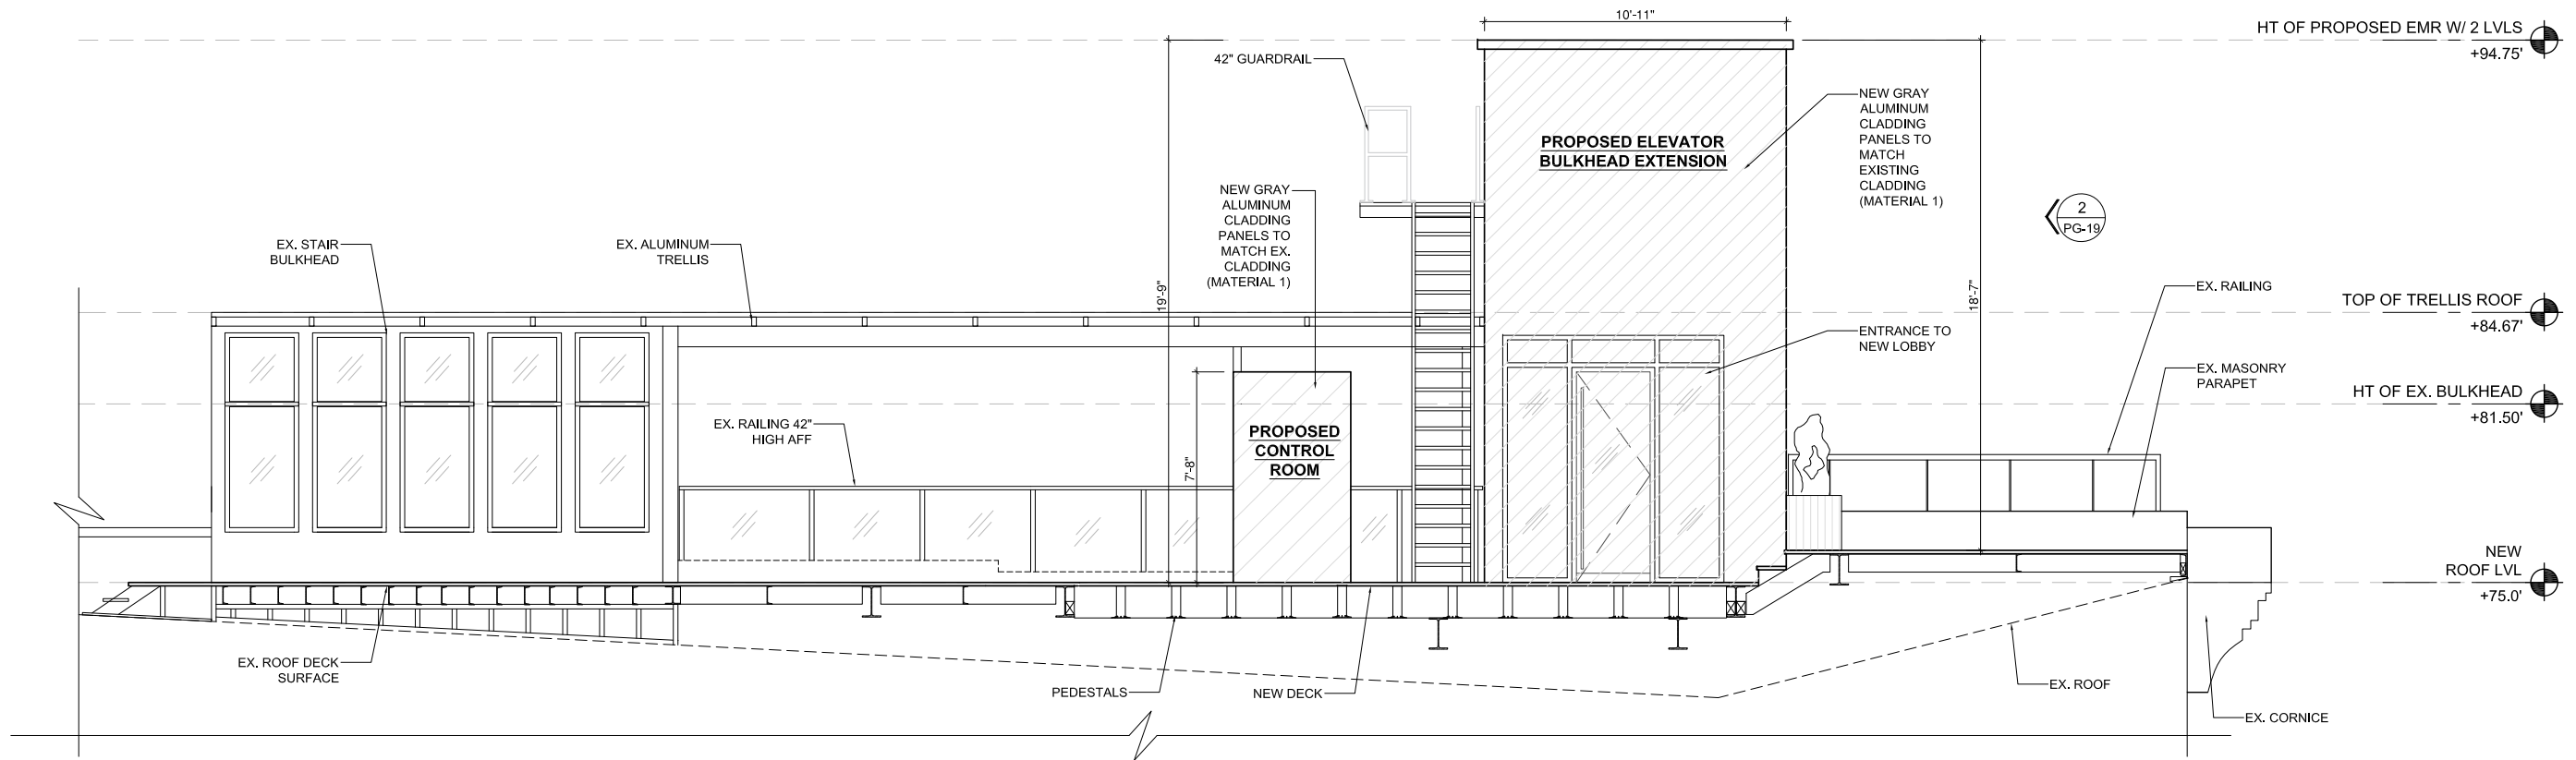 10'-11"
HT OF PROPOSED EMR W/ 2 LVLS
+94.75'
42" GUARDRAIL
NEW GRAY
ALUMINUM
CLADDING
PANELS TO
MATCH
EXISTING
CLADDING
(MATERIAL 1)
PROPOSED ELEVATOR
BULKHEAD EXTENSION
NEW GRAY
ALUMINUM
CLADDING
PANELS TO
MATCH EX.
CLADDING
(MATERIAL 1)
2
PG-19
EX. STAIR
BULKHEAD
EX. ALUMINUM
TRELLIS
19'-9"
18'-7"
EX. RAILING
TOP OF TRELLIS ROOF
+84.67'
ENTRANCE TO
NEW LOBBY
EX. MASONRY
PARAPET
HT OF EX. BULKHEAD
+81.50'
EX. RAILING 42"
HIGH AFF
7'-8"
PROPOSED
CONTROL
ROOM
NEW
ROOF LVL
+75.0'
EX. ROOF DECK
SURFACE
PEDESTALS
NEW DECK
EX. ROOF
EX. CORNICE